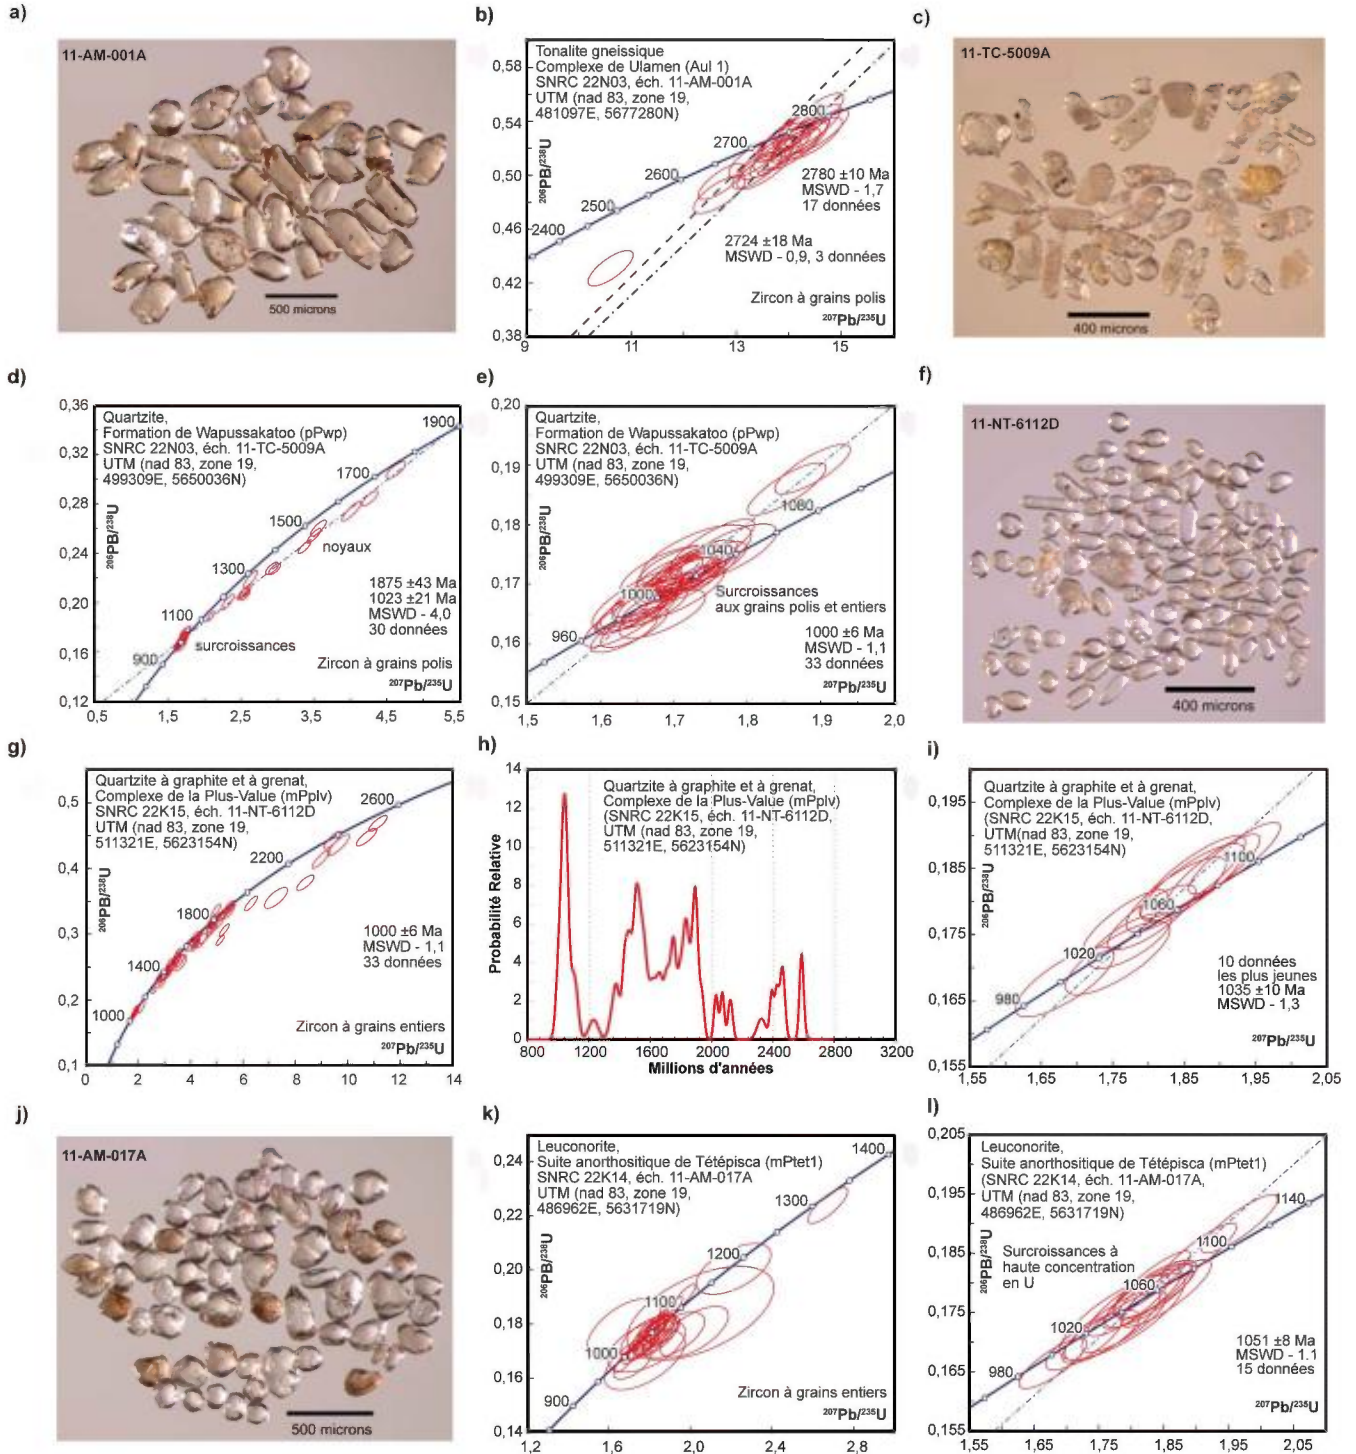 a)
11-AM-001A
500 microns
b)
Tonalite gneissique
Complexe de Ulamen (Aul 1)
SNRC 22N03, éch. 11-AM-001A
UTM (nad 83, zone 19,
481097E, 5677280N)
0,58
0,54
0,50
0,46
0,42
0,38
206PB/238U
2400
2500
2600
2700
2800
2780 ±10 Ma
MSWD - 1,7
17 données
2724 ±18 Ma
MSWD - 0,9, 3 données
Zircon à grains polis
207Pb/235U
9
11
13
15
c)
11-TC-5009A
400 microns
d)
Quartzite,
Formation de Wapussakatoo (pPwp)
SNRC 22N03, éch. 11-TC-5009A
UTM (nad 83, zone 19,
499309E, 5650036N)
0,36
0,32
0,28
0,24
0,20
0,16
0,12
206PB/238U
1900
1700
1500
1300
1100
900
noyaux
surcroissances
1875 ±43 Ma
1023 ±21 Ma
MSWD - 4,0
30 données
Zircon à grains polis
207Pb/235U
0,5
1,5
2,5
3,5
4,5
5,5
e)
Quartzite,
Formation de Wapussakatoo (pPwp)
SNRC 22N03, éch. 11-TC-5009A
UTM (nad 83, zone 19,
499309E, 5650036N)
0,20
0,19
0,18
0,17
0,16
0,15
206PB/238U
1080
1040
1000
960
Surcroissances
aux grains polis et entiers
1000 ±6 Ma
MSWD - 1,1
33 données
207Pb/235U
1,5
1,6
1,7
1,8
1,9
2,0
f)
11-NT-6112D
400 microns
g)
Quartzite à graphite et à grenat,
Complexe de la Plus-Value (mPplv)
SNRC 22K15, éch. 11-NT-6112D
UTM (nad 83, zone 19,
511321E, 5623154N)
0,5
0,4
0,3
0,2
0,1
206PB/238U
2600
2200
1800
1400
1000
1000 ±6 Ma
MSWD - 1,1
33 données
Zircon à grains entiers
207Pb/235U
0
2
4
6
8
10
12
14
h)
Quartzite à graphite et à grenat,
Complexe de la Plus-Value (mPplv)
(SNRC 22K15, éch. 11-NT-6112D,
UTM (nad 83, zone 19,
511321E, 5623154N)
14
12
10
8
6
4
2
0
Probabilité Relative
800
1200
1600
2000
2400
2800
3200
Millions d'années
i)
Quartzite à graphite et à grenat,
Complexe de la Plus-Value (mPplv)
(SNRC 22K15, éch. 11-NT-6112D,
UTM(nad 83, zone 19,
511321E, 5623154N)
0,195
0,185
0,175
0,165
0,155
206PB/238U
1100
1060
1020
980
10 données
les plus jeunes
1035 ±10 Ma
MSWD - 1,3
207Pb/235U
1,55
1,65
1,75
1,85
1,95
2,05
j)
11-AM-017A
500 microns
k)
Leuconorite,
Suite anorthositique de Tétépisca (mPtet1)
SNRC 22K14, éch. 11-AM-017A
UTM (nad 83, zone 19,
486962E, 5631719N)
0,24
0,22
0,20
0,18
0,16
0,14
206PB/238U
1400
1300
1200
1100
1000
900
Zircon à grains entiers
207Pb/235U
1,2
1,6
2,0
2,4
2,8
l)
Leuconorite,
Suite anorthositique de Tétépisca (mPtet1)
(SNRC 22K14, éch. 11-AM-017A,
UTM (nad 83, zone 19,
486962E, 5631719N)
0,205
0,195
0,185
0,175
0,165
0,155
206PB/238U
Surcroissances à
haute concentration
en U
1140
1100
1060
1020
980
1051 ±8 Ma
MSWD - 1.1
15 données
207Pb/235U
1,55
1,65
1,75
1,85
1,95
2,05